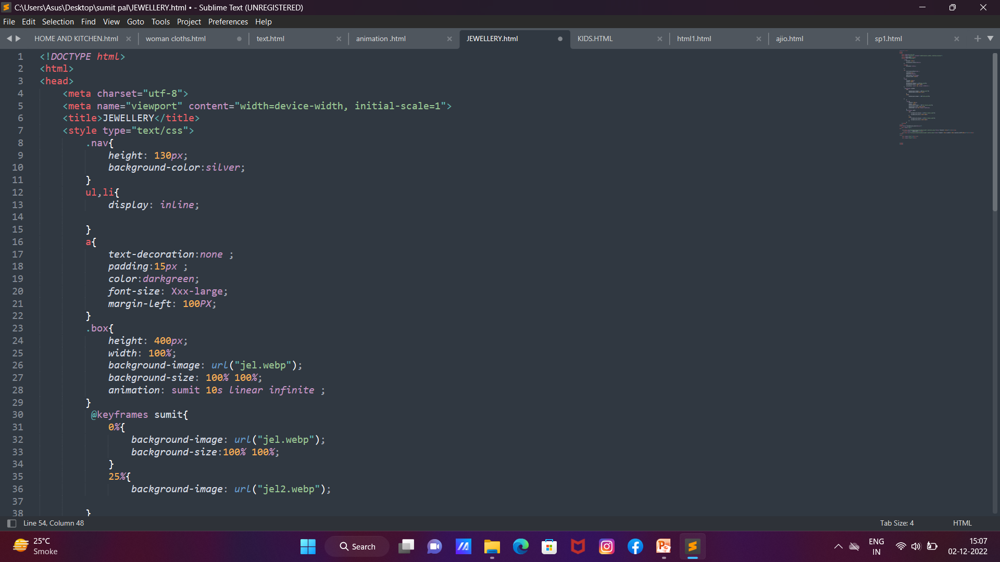 C:\Users\Asus\Desktop\sumit pal\JEWELLERY.html • - Sublime Text (UNREGISTERED)
File Edit Selection Find View Goto Tools Project Preferences Help
HOME AND KITCHEN.html woman cloths.html text.html animation .html JEWELLERY.html KIDS.HTML html1.html ajio.html sp1.html
1 <!DOCTYPE html>
2 <html>
3 <head>
4 <meta charset="utf-8">
5 <meta name="viewport" content="width=device-width, initial-scale=1">
6 <title>JEWELLERY</title>
7 <style type="text/css">
8 .nav{
9 height: 130px;
10 background-color:silver;
11 }
12 ul,li{
13 display: inline;
14
15 }
16 a{
17 text-decoration:none ;
18 padding:15px ;
19 color:darkgreen;
20 font-size: Xxx-large;
21 margin-left: 100PX;
22 }
23 .box{
24 height: 400px;
25 width: 100%;
26 background-image: url("jel.webp");
27 background-size: 100% 100%;
28 animation: sumit 10s linear infinite ;
29 }
30 @keyframes sumit{
31 0%{
32 background-image: url("jel.webp");
33 background-size:100% 100%;
34 }
35 25%{
36 background-image: url("jel2.webp");
37
38 }
Line 54, Column 48 Tab Size: 4 HTML
25°C
Smoke
Search
ENG
IN
15:07
02-12-2022